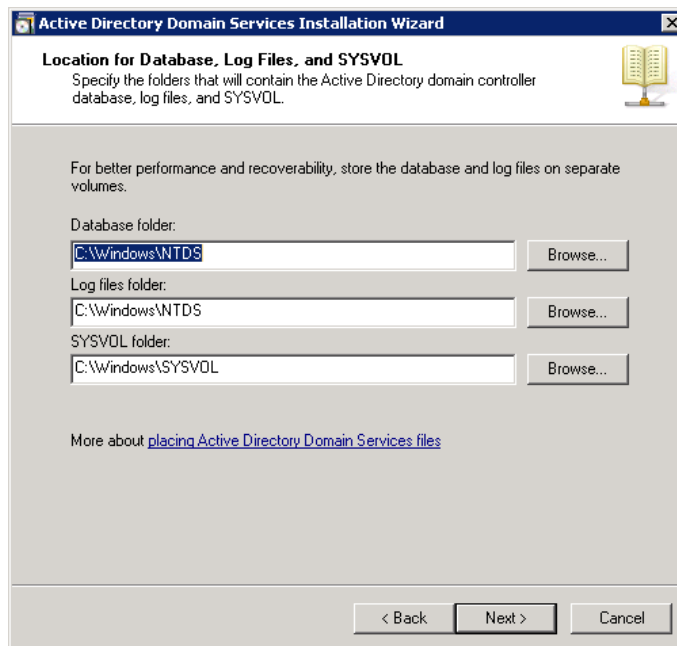 Active Directory Domain Services Installation Wizard
Location for Database, Log Files, and SYSVOL
Specify the folders that will contain the Active Directory domain controller
database, log files, and SYSVOL.
For better performance and recoverability, store the database and log files on separate
volumes.
Database folder:
C:\Windows\NTDS
Browse...
Log files folder:
C:\Windows\NTDS
Browse...
SYSVOL folder:
C:\Windows\SYSVOL
Browse...
More about placing Active Directory Domain Services files
< Back
Next >
Cancel